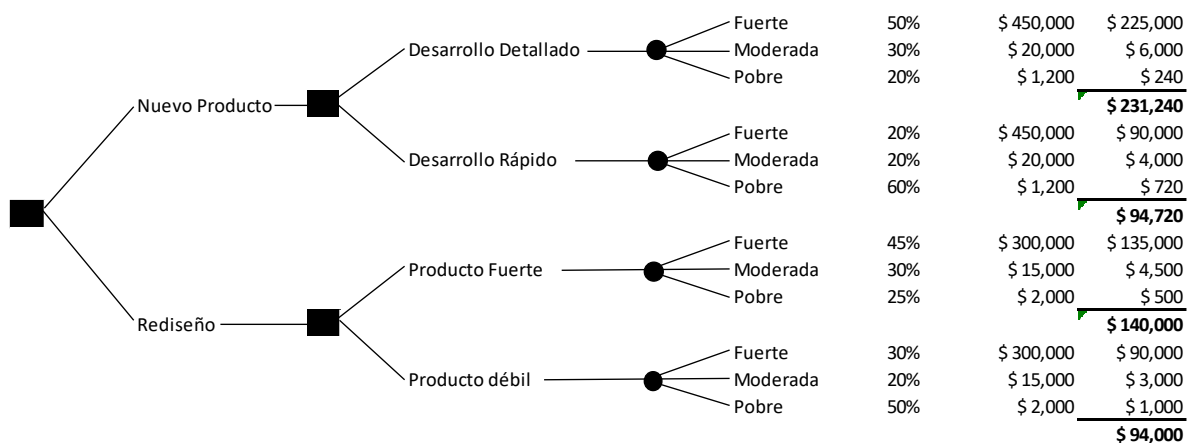 Fuerte 50% $ 450,000 $ 225,000
Desarrollo Detallado Moderada 30% $ 20,000 $ 6,000
Pobre 20% $ 1,200 $ 240
Nuevo Producto $ 231,240
Fuerte 20% $ 450,000 $ 90,000
Desarrollo Rápido Moderada 20% $ 20,000 $ 4,000
Pobre 60% $ 1,200 $ 720
$ 94,720
Fuerte 45% $ 300,000 $ 135,000
Producto Fuerte Moderada 30% $ 15,000 $ 4,500
Pobre 25% $ 2,000 $ 500
Rediseño $ 140,000
Fuerte 30% $ 300,000 $ 90,000
Producto débil Moderada 20% $ 15,000 $ 3,000
Pobre 50% $ 2,000 $ 1,000
$ 94,000